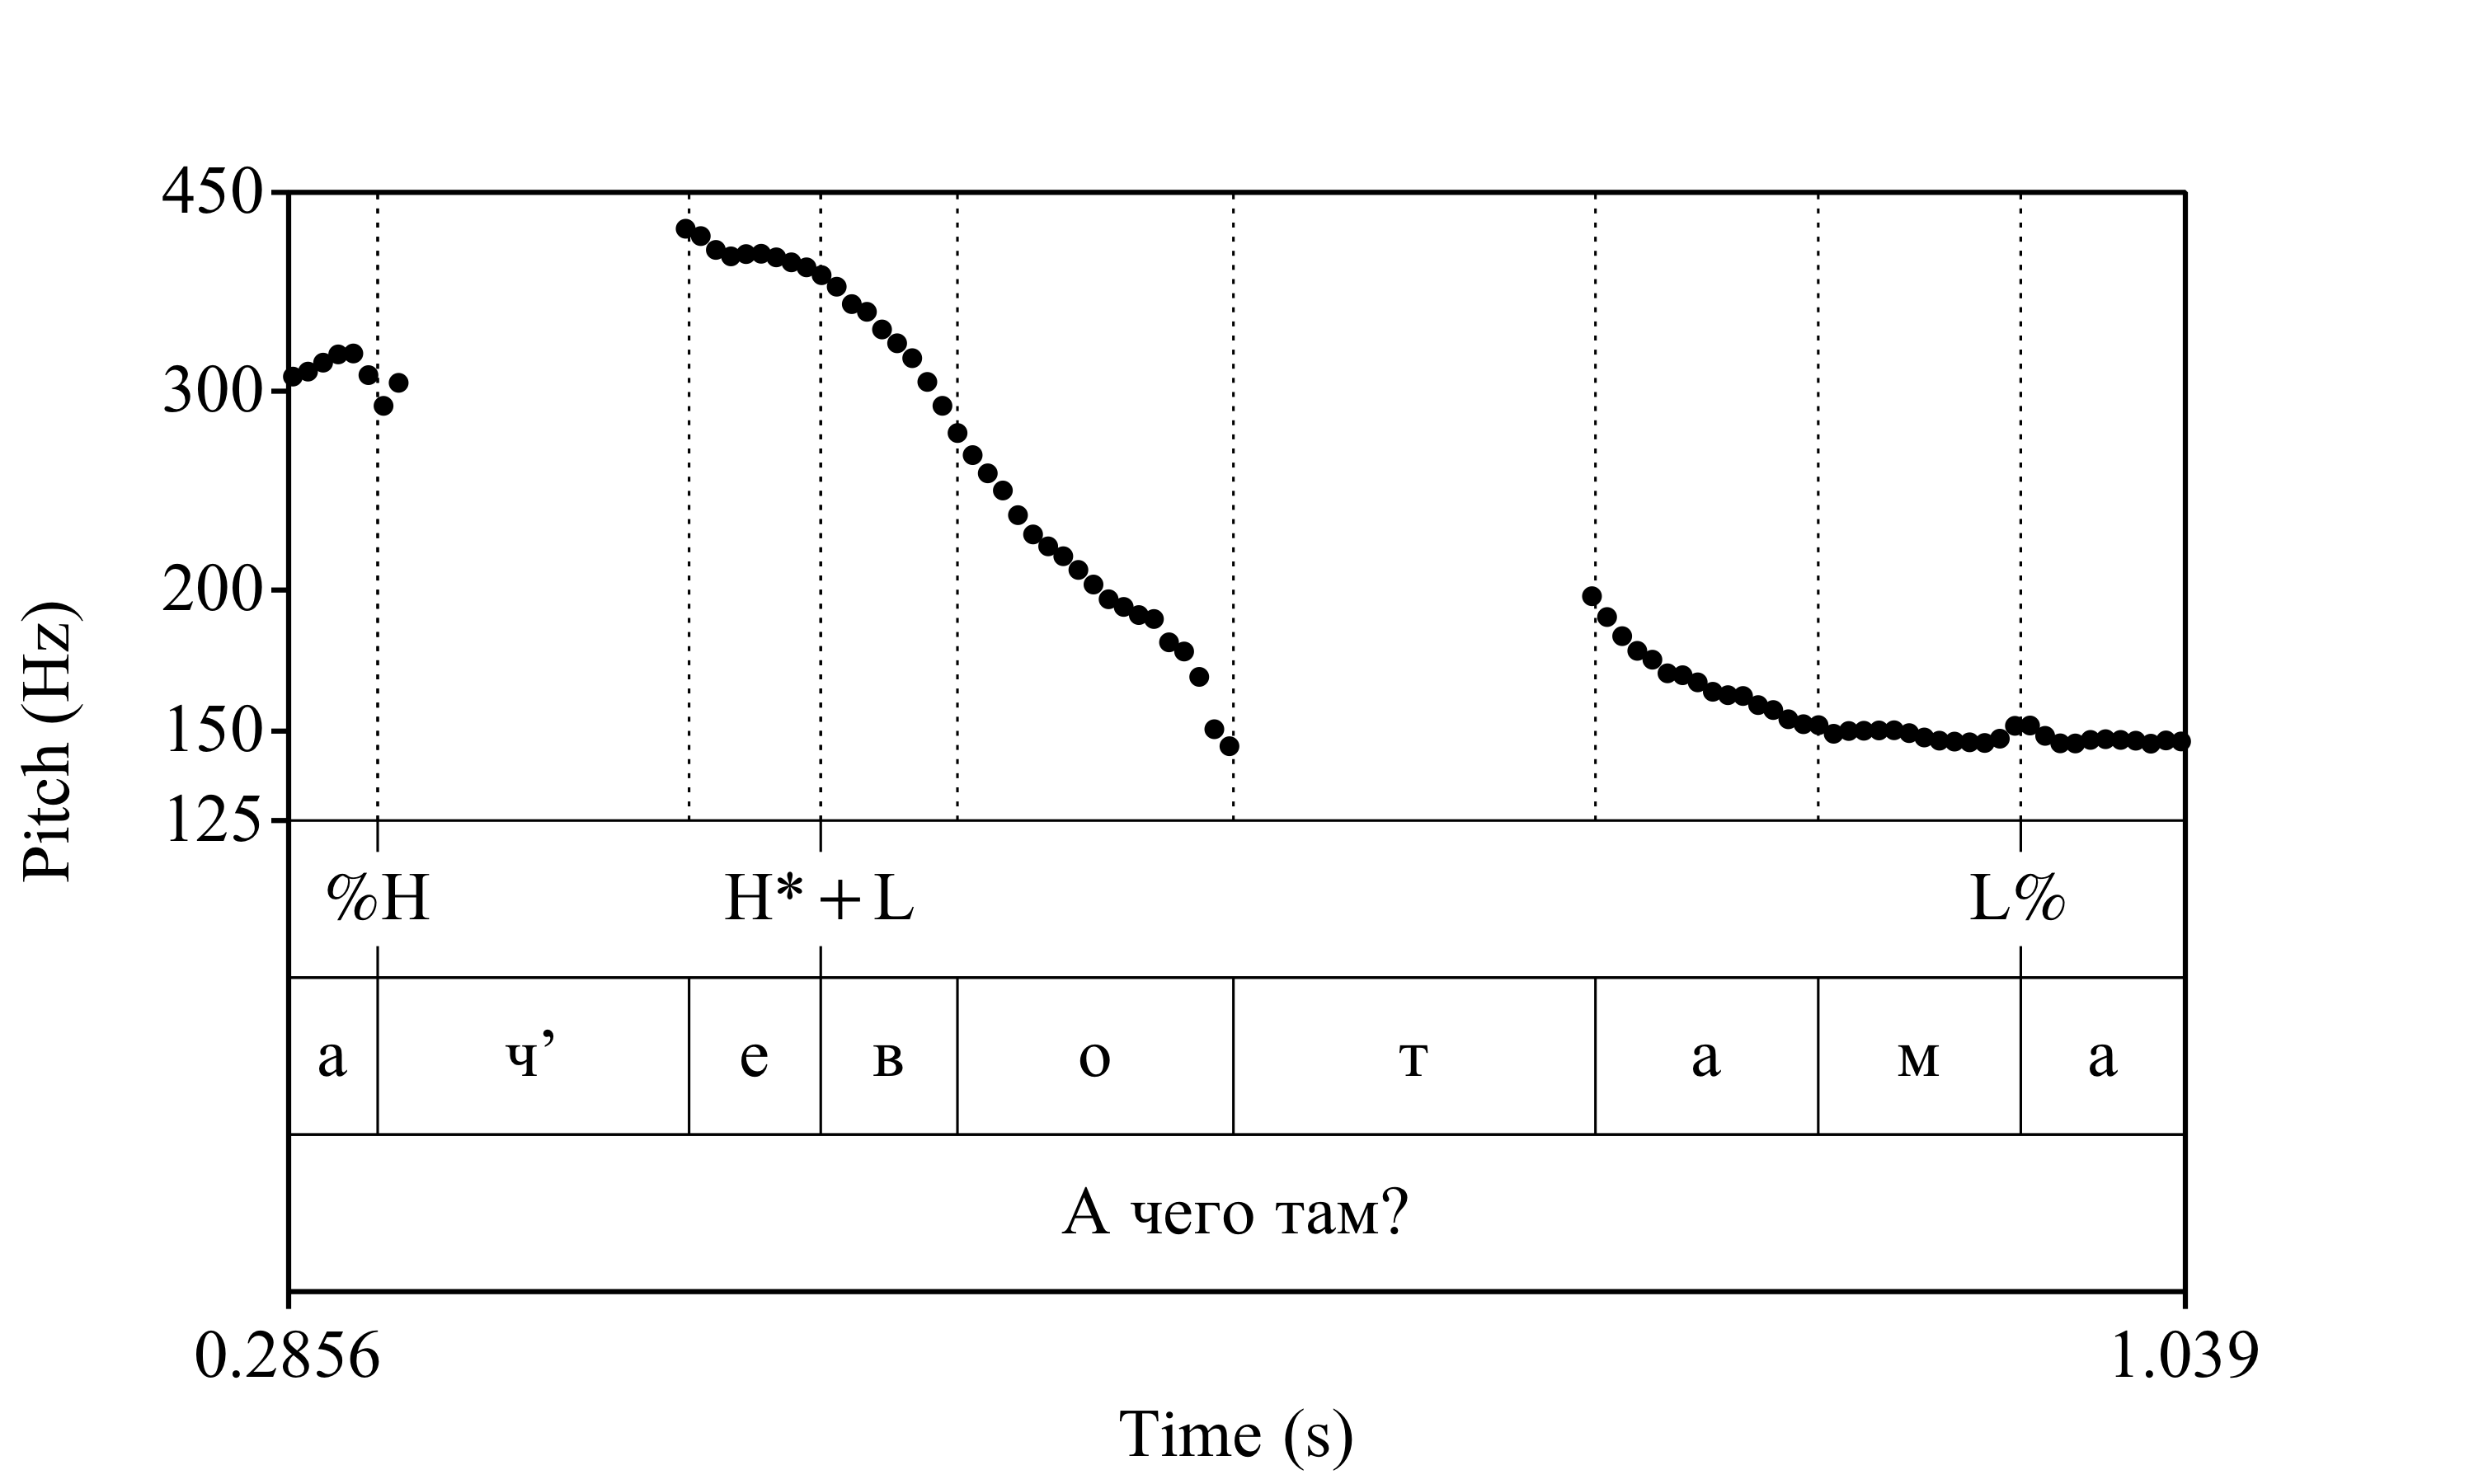 450
300
200
150
125
Pitch (Hz)
%H H*+L L%
а ч’ е в о т а м а
А чего там?
0.2856 1.039
Time (s)